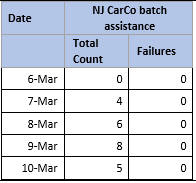 Date NJ CarCo batch
assistance
Total
Count Failures
6-Mar 0 0
7-Mar 4 0
8-Mar 6 0
9-Mar 8 0
10-Mar 5 0